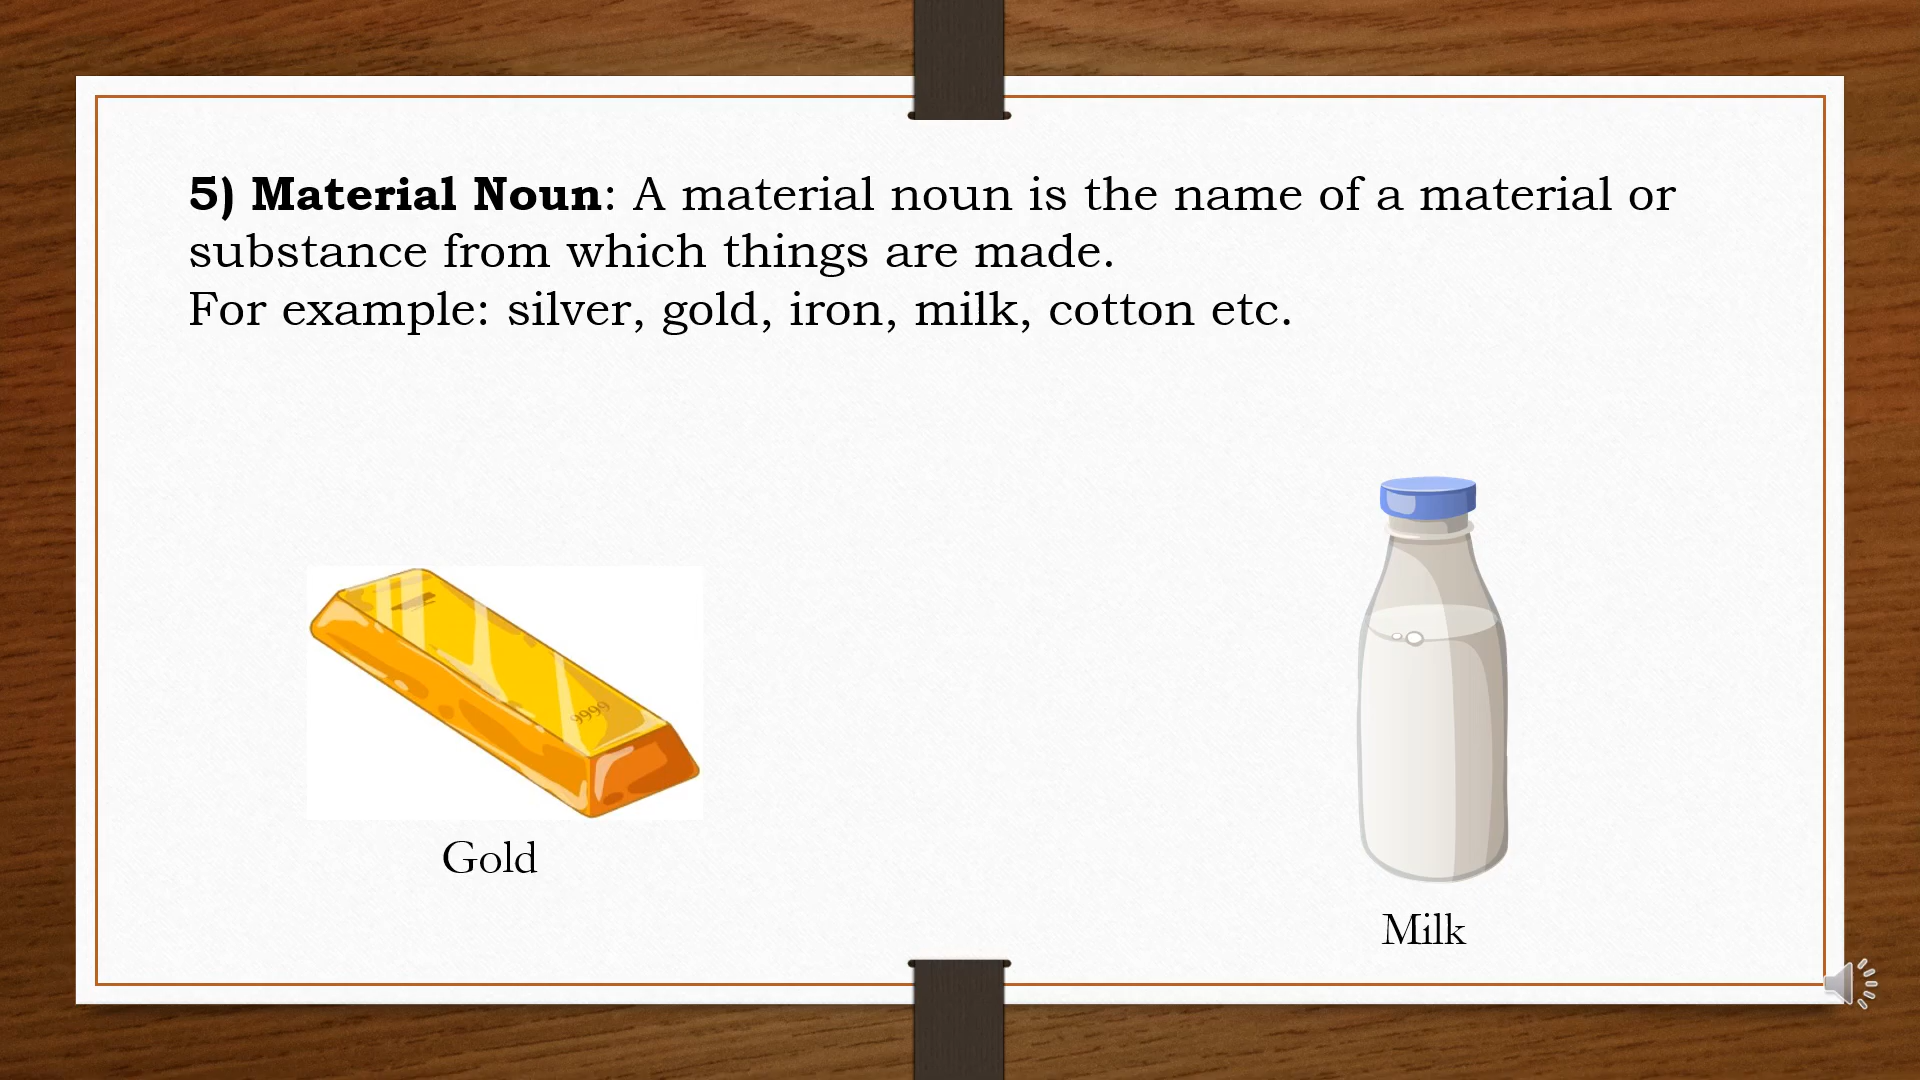 5) Material Noun: A material noun is the name of a material or
substance from which things are made.
For example: silver, gold, iron, milk, cotton etc.
9999
Gold
Milk